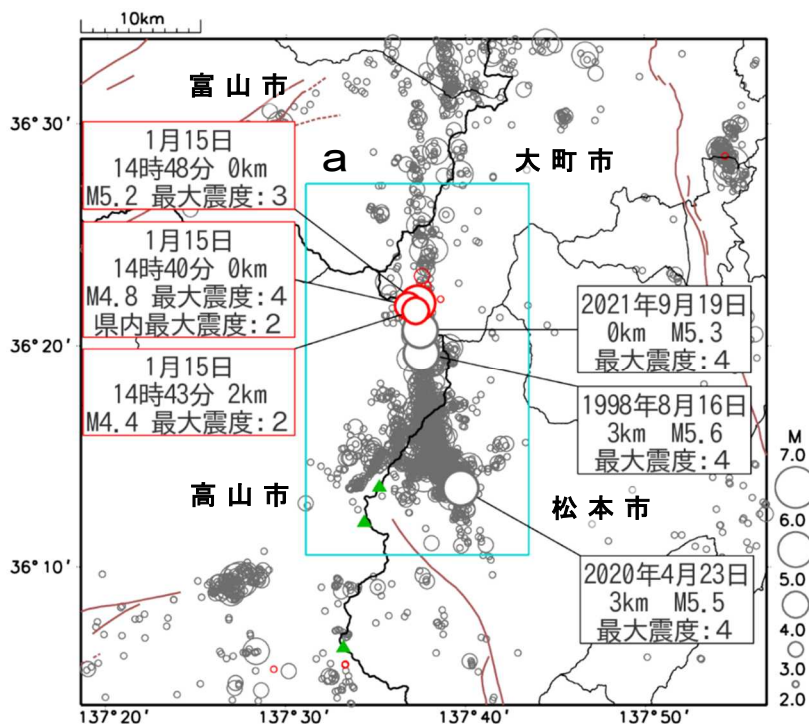 10km
富山市
36°30′
1月15日
14時48分 0km
M5.2 最大震度:3
a
大町市
1月15日
14時40分 0km
M4.8 最大震度:4
県内最大震度:2
2021年9月19日
0km M5.3
最大震度:4
36°20′
1月15日
14時43分 2km
M4.4 最大震度:2
1998年8月16日
3km M5.6
最大震度:4
高山市
松本市
M
7.0
6.0
5.0
4.0
3.0
2.0
36°10′
2020年4月23日
3km M5.5
最大震度:4
137°20′
137°30′
137°40′
137°50′